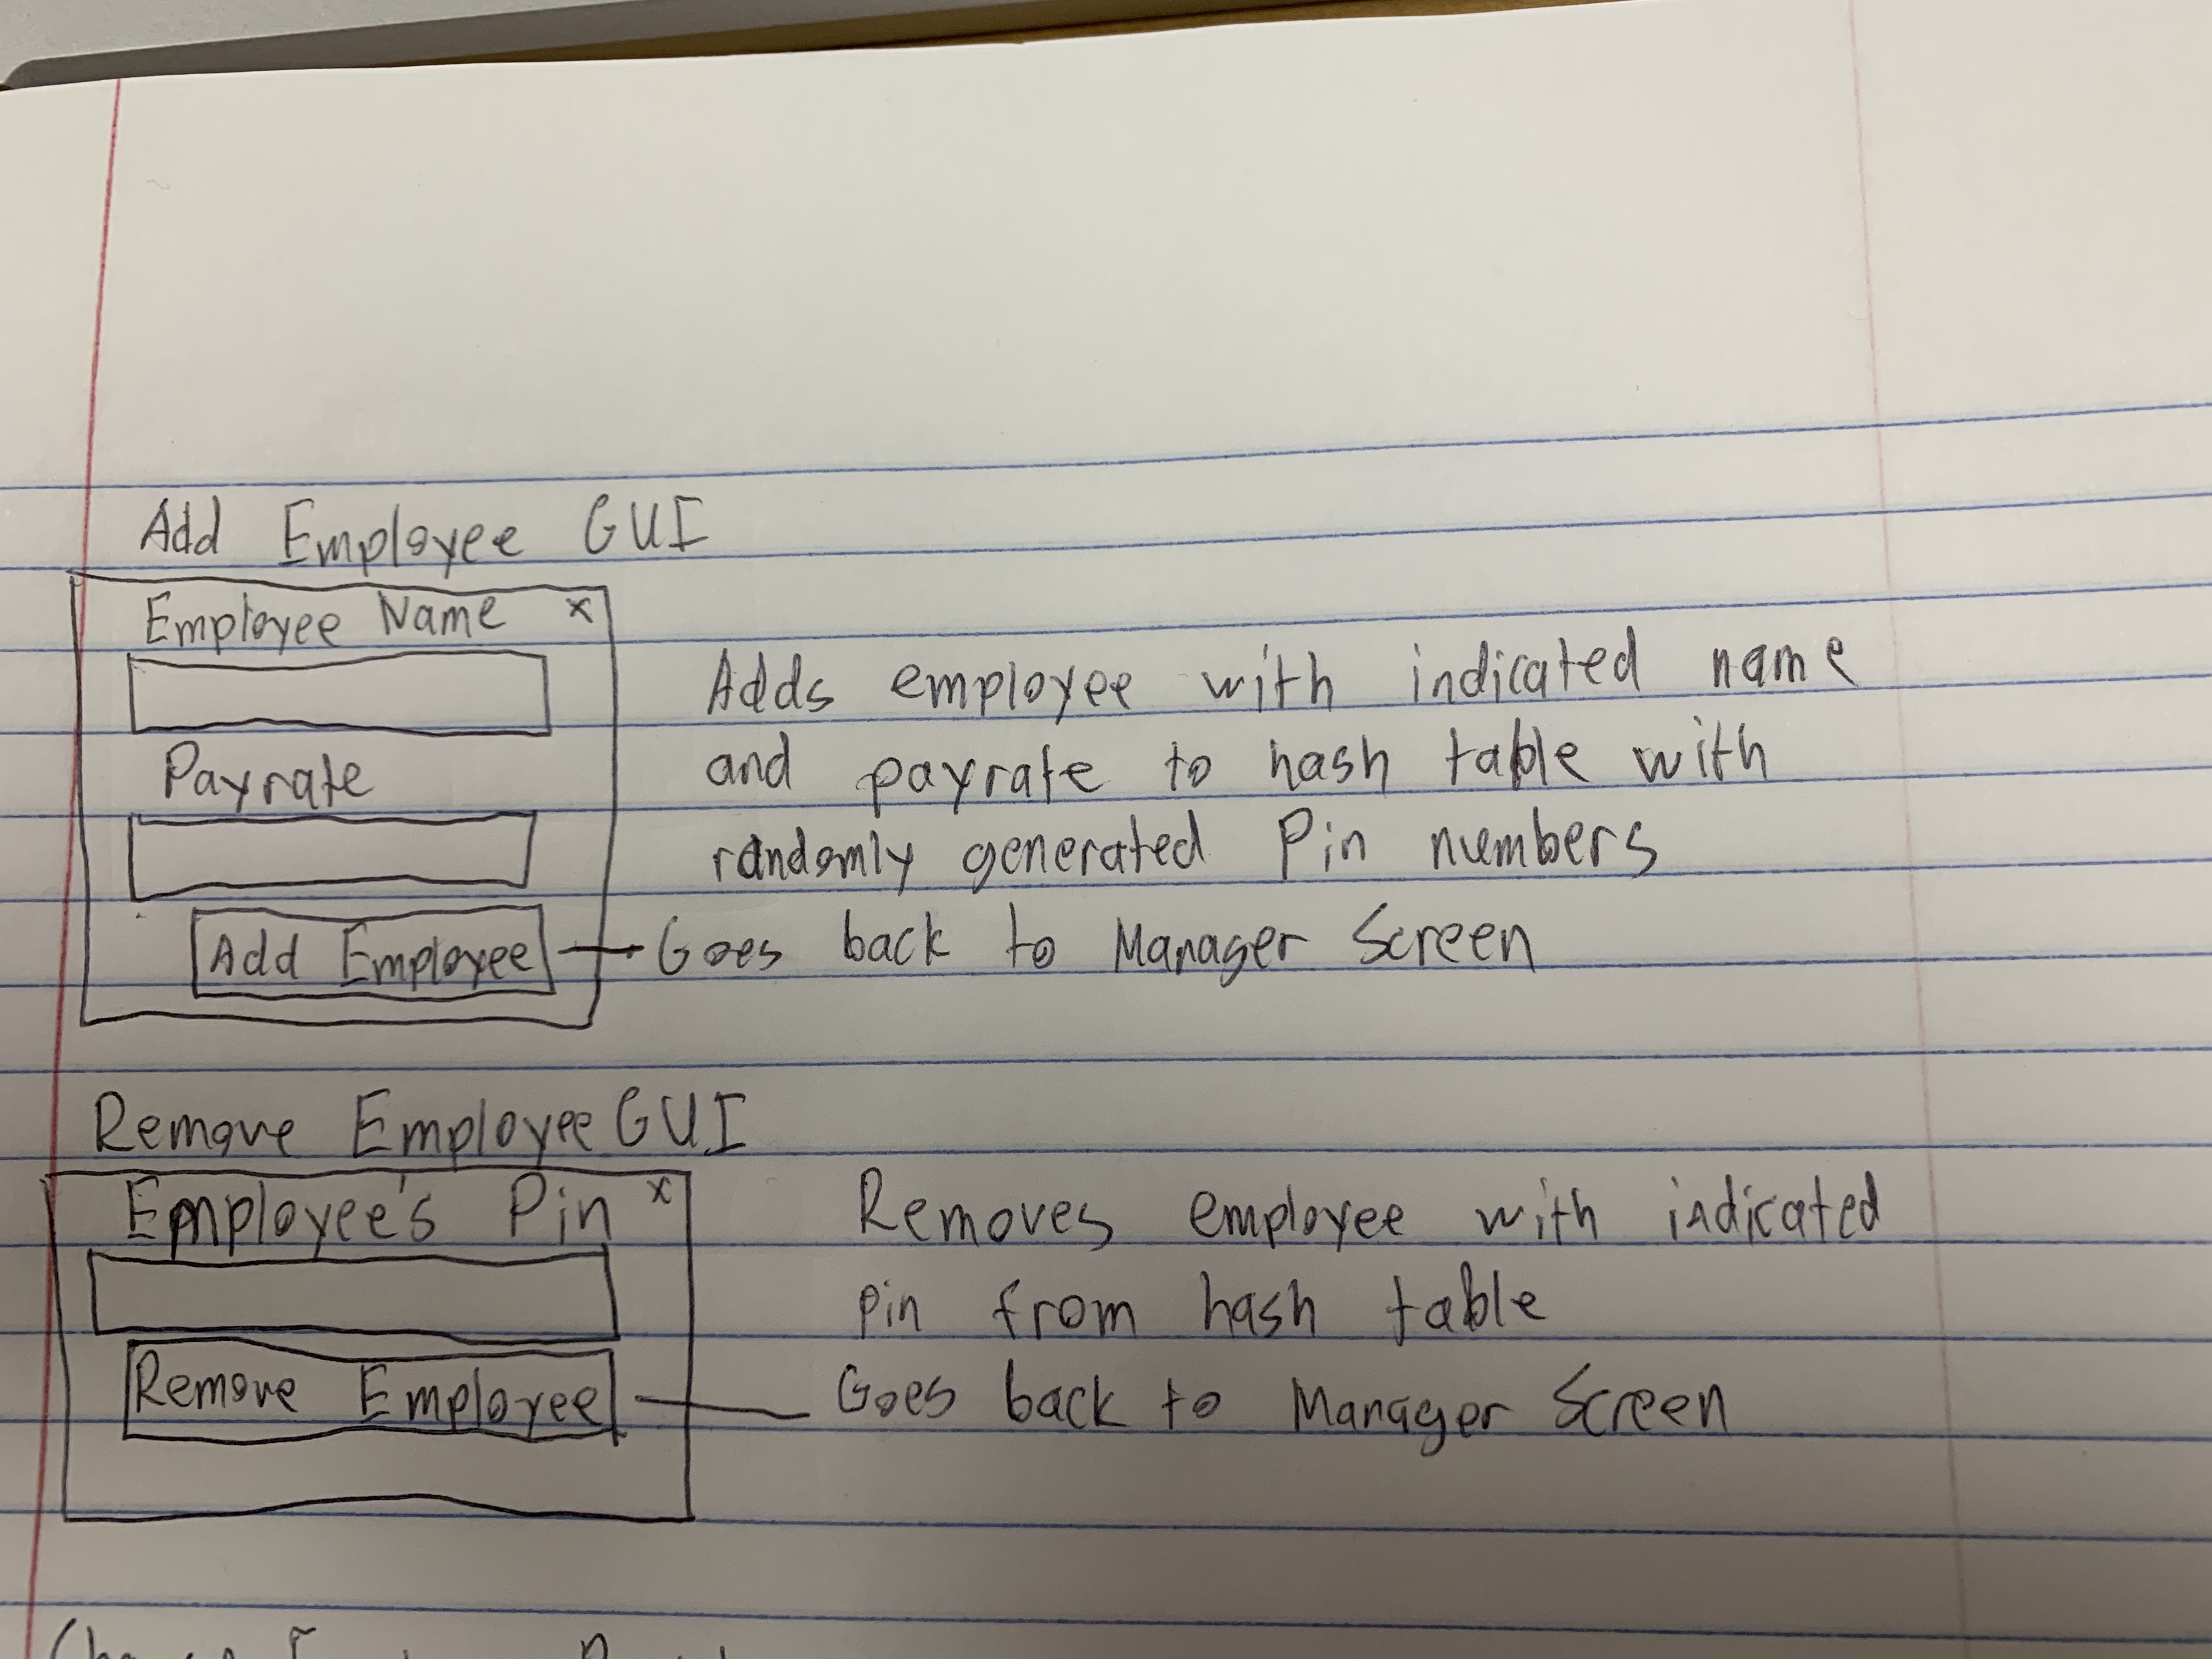 Add Employee GUI
Employee Name x
Adds employee with indicated name
Payrate
and payrate to hash table with
randomly generated Pin numbers
Add Employee Goes back to Manager Screen
Remove Employee GUI
Employee's Pin x
Removes employee with indicated
pin from hash table
Remove Employee Goes back to Manager Screen